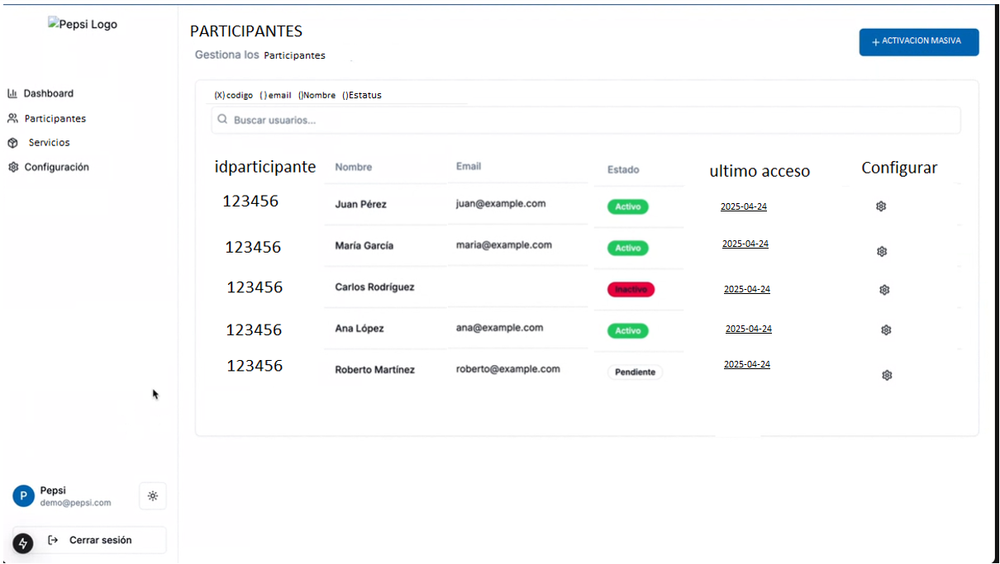 Pepsi Logo
PARTICIPANTES
Gestiona los Participantes
+ ACTIVACION MASIVA
Dashboard
Participantes
Servicios
Configuración
(X) codigo ( ) email ()Nombre ()Estatus
Buscar usuarios...
idparticipante Nombre Email Estado ultimo acceso Configurar
123456 Juan Pérez juan@example.com Activo 2025-04-24
123456 María García maria@example.com Activo 2025-04-24
123456 Carlos Rodríguez Inactivo 2025-04-24
123456 Ana López ana@example.com Activo 2025-04-24
123456 Roberto Martínez roberto@example.com Pendiente 2025-04-24
P
Pepsi
demo@pepsi.com
Cerrar sesión